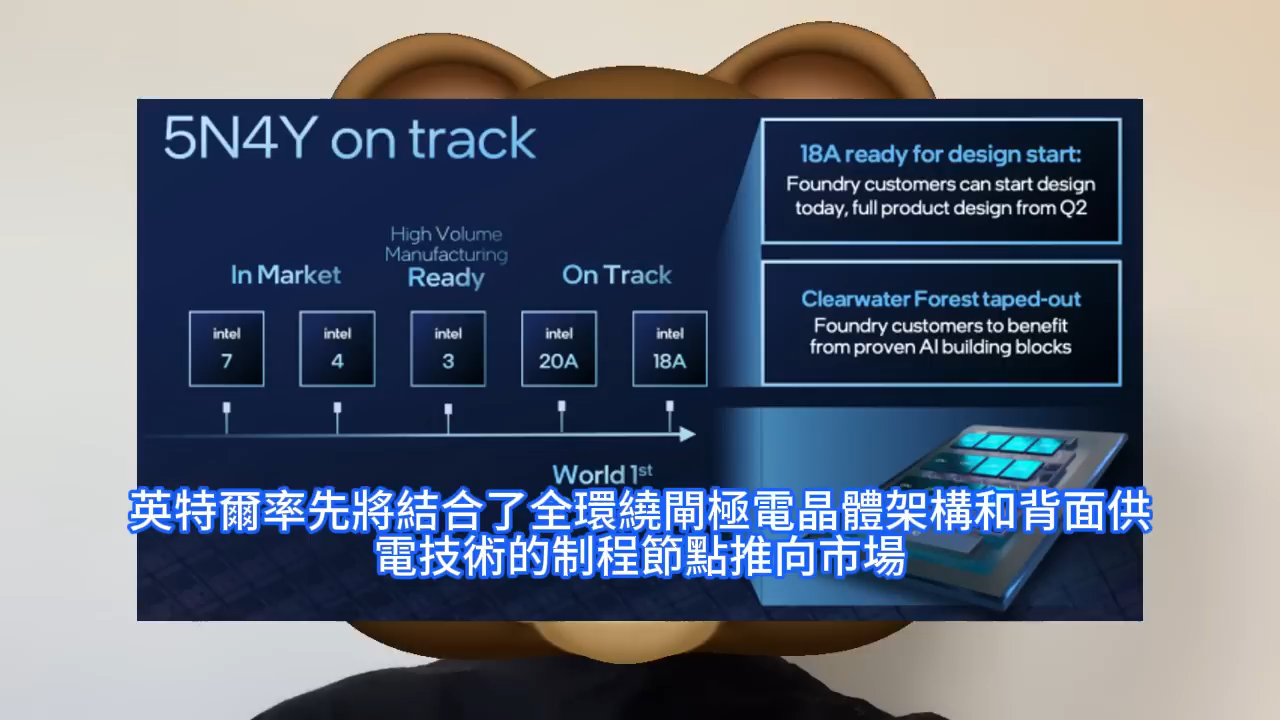 5N4Y on track
High Volume
Manufacturing
In Market
Ready
On Track
intel
7
intel
4
intel
3
intel
20A
intel
18A
World 1st
18A ready for design start:
Foundry customers can start design
today, full product design from Q2
Clearwater Forest taped-out
Foundry customers to benefit
from proven AI building blocks
英特爾率先將結合了全環繞閘極電晶體架構和背面供
電技術的制程節點推向市場